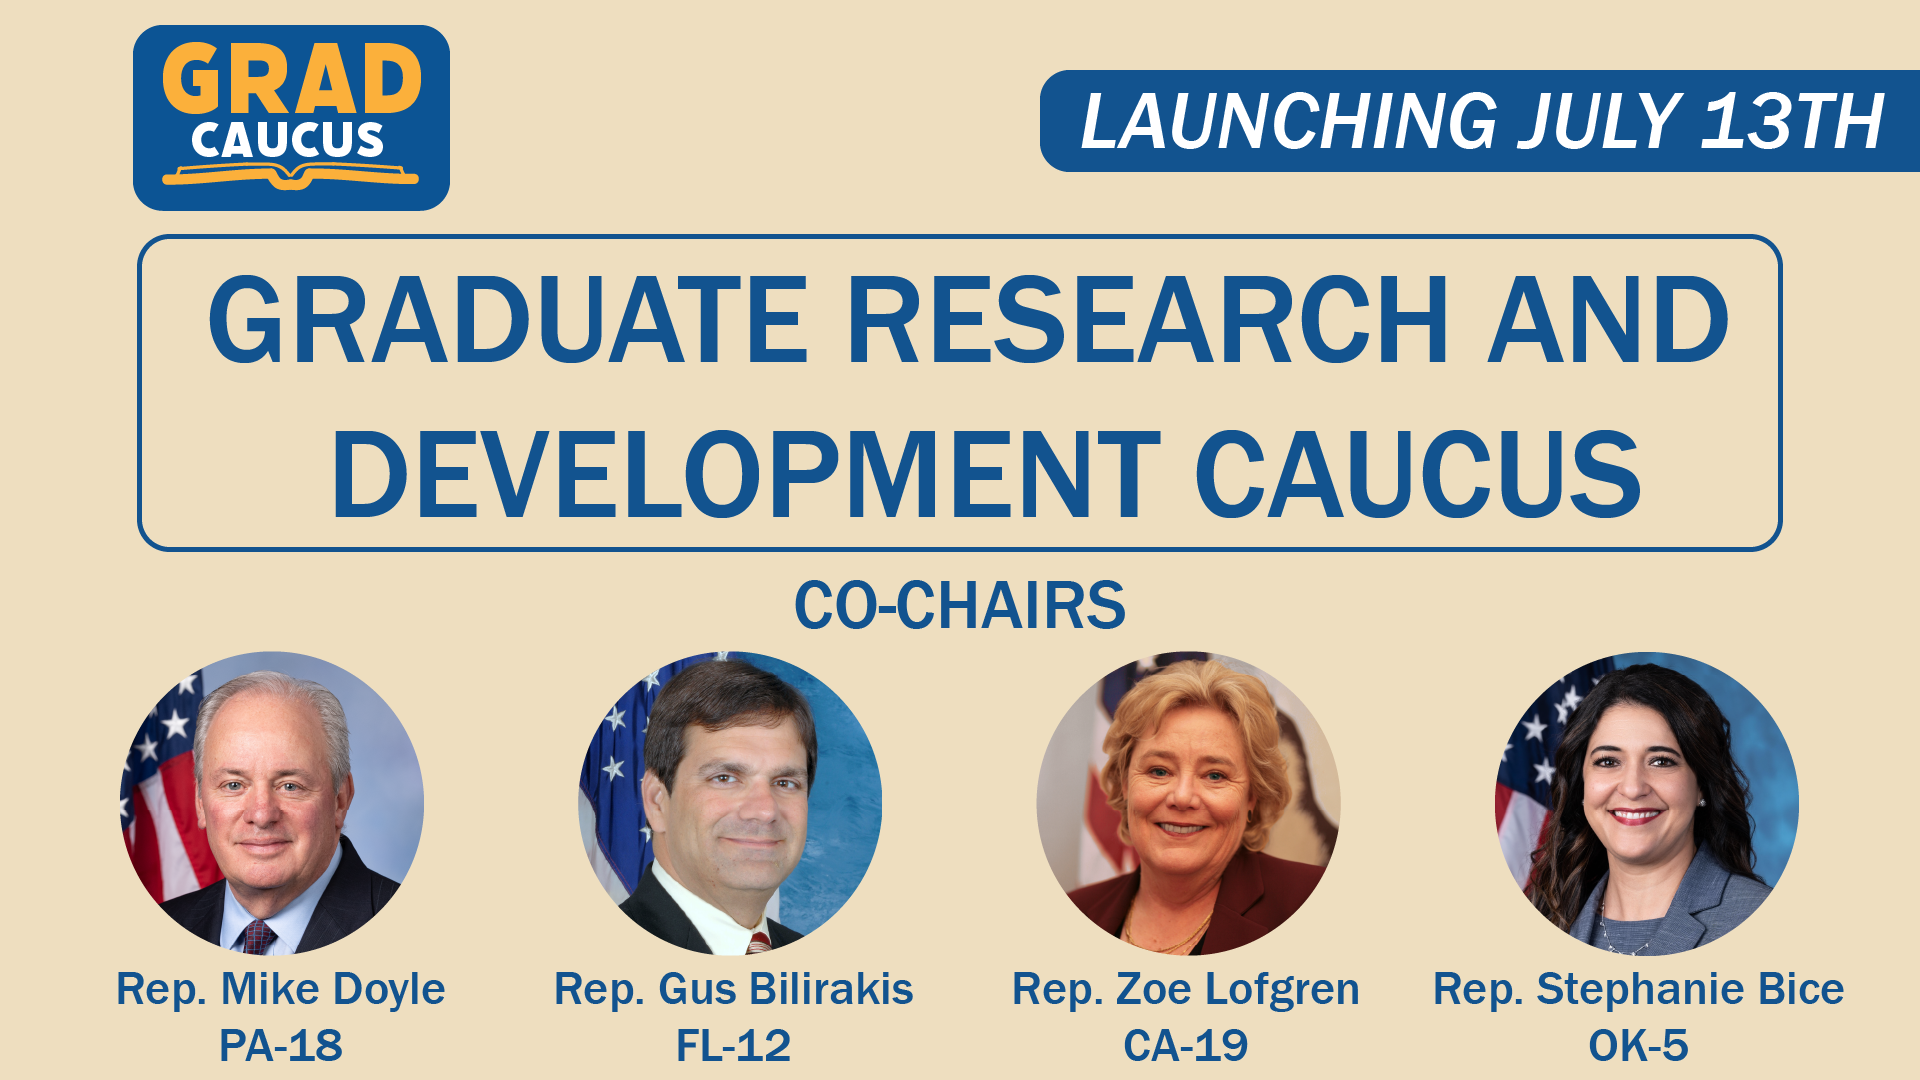 GRAD
CAUCUS
LAUNCHING JULY 13TH
GRADUATE RESEARCH AND
DEVELOPMENT CAUCUS
CO-CHAIRS
Rep. Mike Doyle
PA-18
Rep. Gus Bilirakis
FL-12
Rep. Zoe Lofgren
CA-19
Rep. Stephanie Bice
OK-5